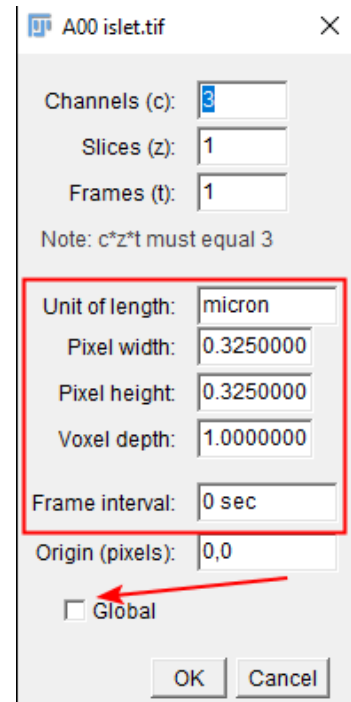 A00 islet.tif
Channels (c): 3
Slices (z): 1
Frames (t): 1
Note: c*z*t must equal 3
Unit of length: micron
Pixel width: 0.3250000
Pixel height: 0.3250000
Voxel depth: 1.0000000
Frame interval: 0 sec
Origin (pixels): 0,0
Global
OK Cancel